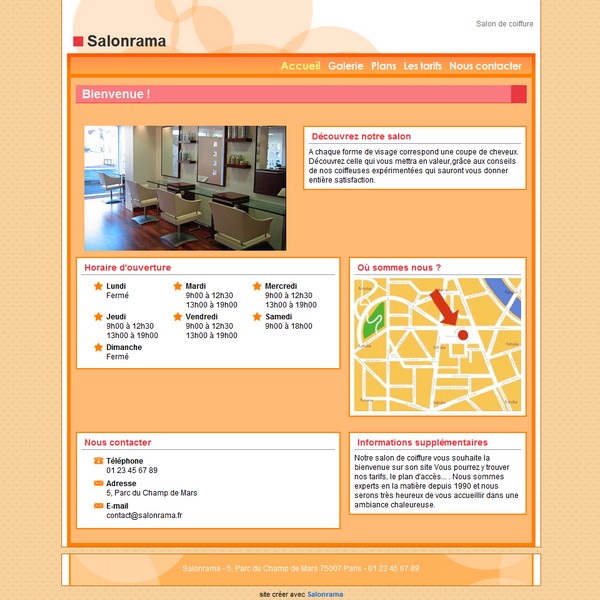 Salon de coiffure
Salonrama
Accueil Galerie Plans Les tarifs Nous contacter
Bienvenue !
Découvrez notre salon
A chaque forme de visage correspond une coupe de cheveux.
Découvrez celle qui vous mettra en valeur,grâce aux conseils
de nos coiffeuses expérimentées qui sauront vous donner
entière satisfaction.
Horaire d'ouverture
Lundi
Fermé
Mardi
9h00 à 12h30
13h00 à 19h00
Mercredi
9h00 à 12h30
13h00 à 19h00
Jeudi
9h00 à 12h30
13h00 à 19h00
Vendredi
9h00 à 12h30
13h00 à 19h00
Samedi
9h00 à 18h00
Dimanche
Fermé
Où sommes nous ?
Nous contacter
Téléphone
01 23 45 67 89
Adresse
5, Parc du Champ de Mars
E-mail
contact@salonrama.fr
Informations supplémentaires
Notre salon de coiffure vous souhaite la
bienvenue sur son site Vous pourrez y trouver
nos tarifs, le plan d'accès... . Nous sommes
experts en la matière depuis 1990 et nous
serons très heureux de vous accueillir dans une
ambiance chaleureuse.
Salonrama - 5, Parc du Champ de Mars 75007 Paris - 01 23 45 67 89
site créer avec Salonrama